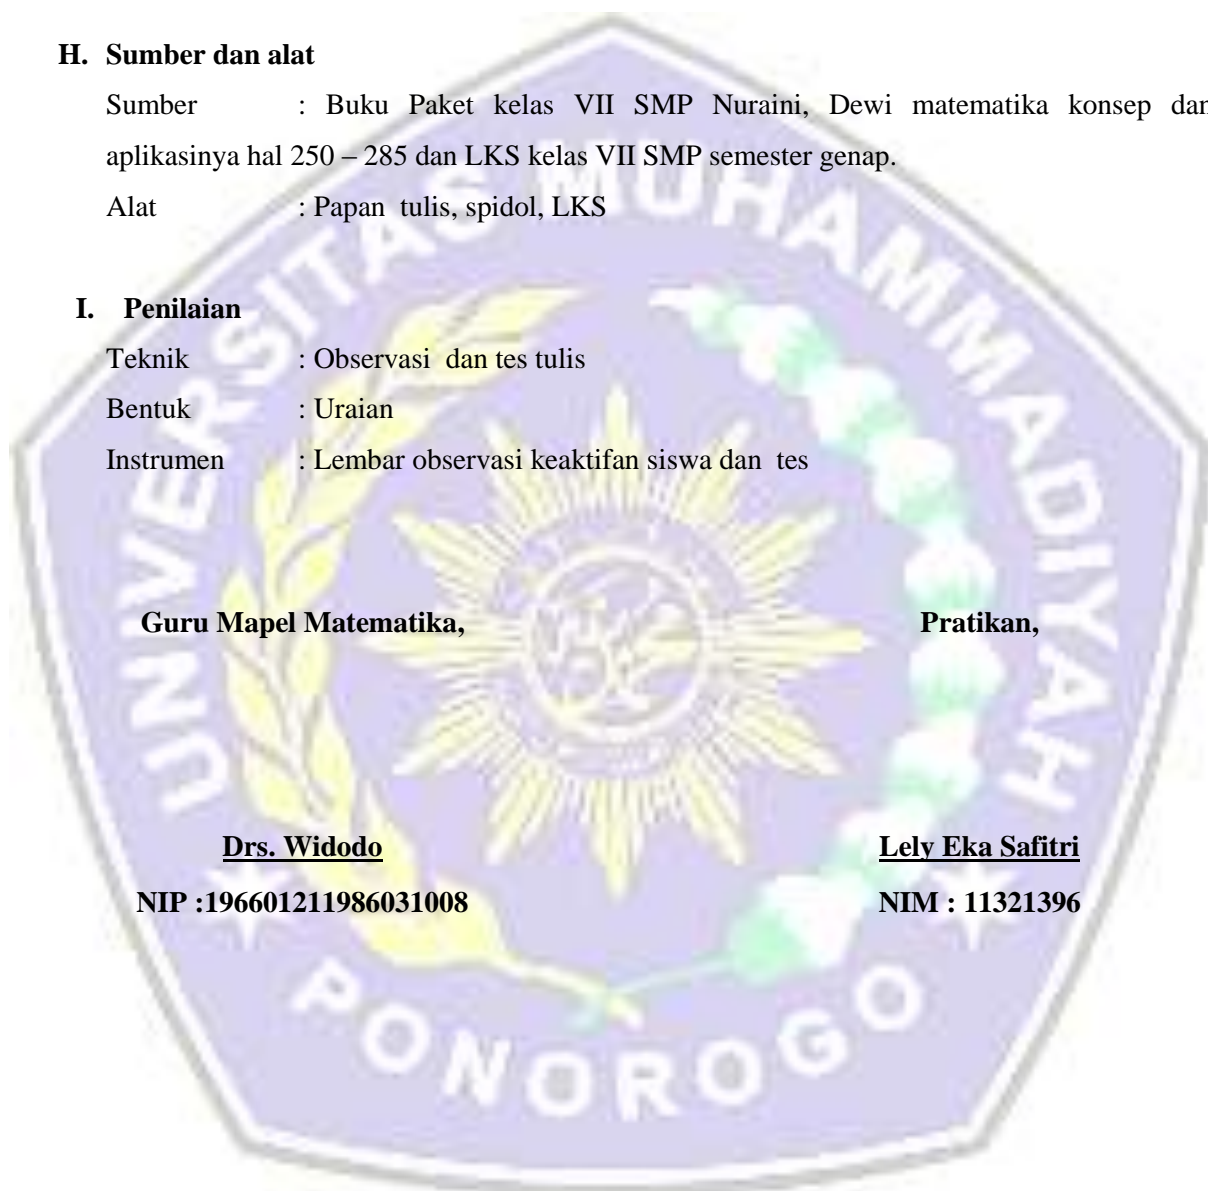 H. Sumber dan alat
Sumber : Buku Paket kelas VII SMP Nuraini, Dewi matematika konsep dan
aplikasinya hal 250 – 285 dan LKS kelas VII SMP semester genap.
Alat : Papan tulis, spidol, LKS
I. Penilaian
Teknik : Observasi dan tes tulis
Bentuk : Uraian
Instrumen : Lembar observasi keaktifan siswa dan tes
Guru Mapel Matematika, Pratikan,
Drs. Widodo Lely Eka Safitri
NIP :196601211986031008 NIM : 11321396
UNIVERSITAS MUHAMMADIYAH
PONOROGO